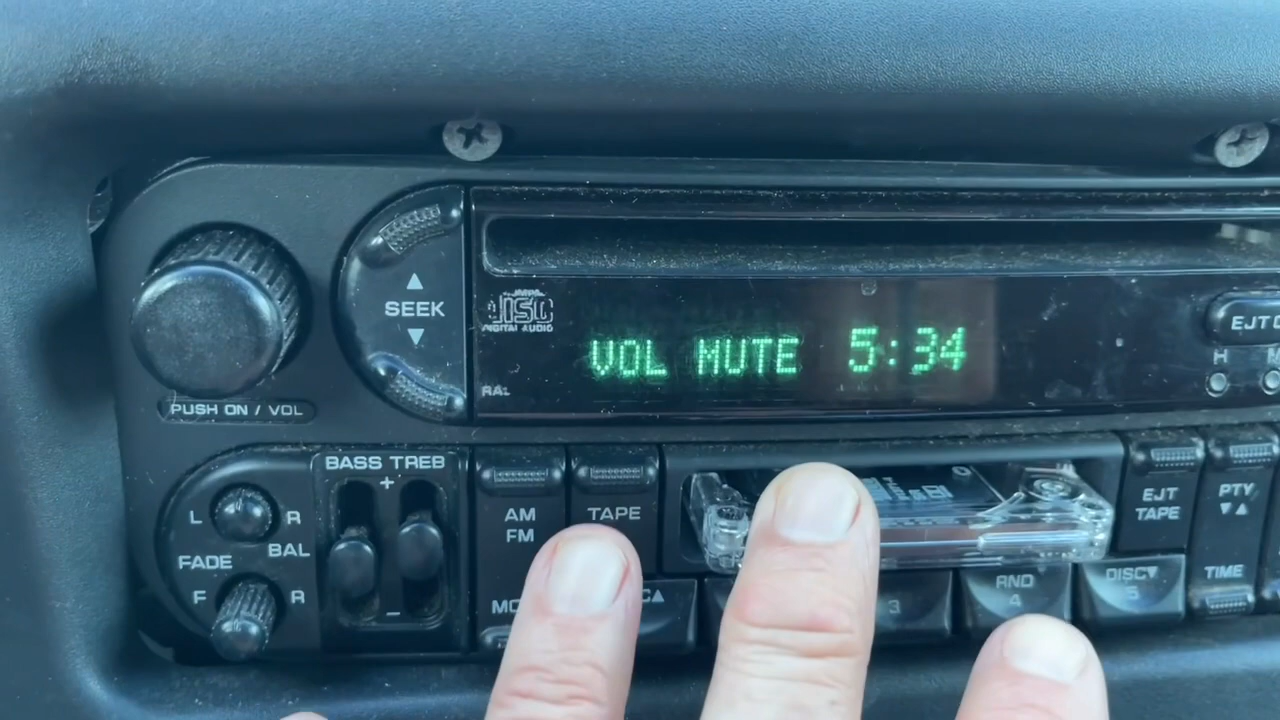 SEEK
DISC
DIGITAL AUDIO
VOL MUTE 5:34
RAL
EJT
H
PUSH ON / VOL
BASS TREB
+
L R
BAL
FADE
F R
–
AM
FM
TAPE
EJT
TAPE
PTY
TIME
3
RND
4
DISC
5